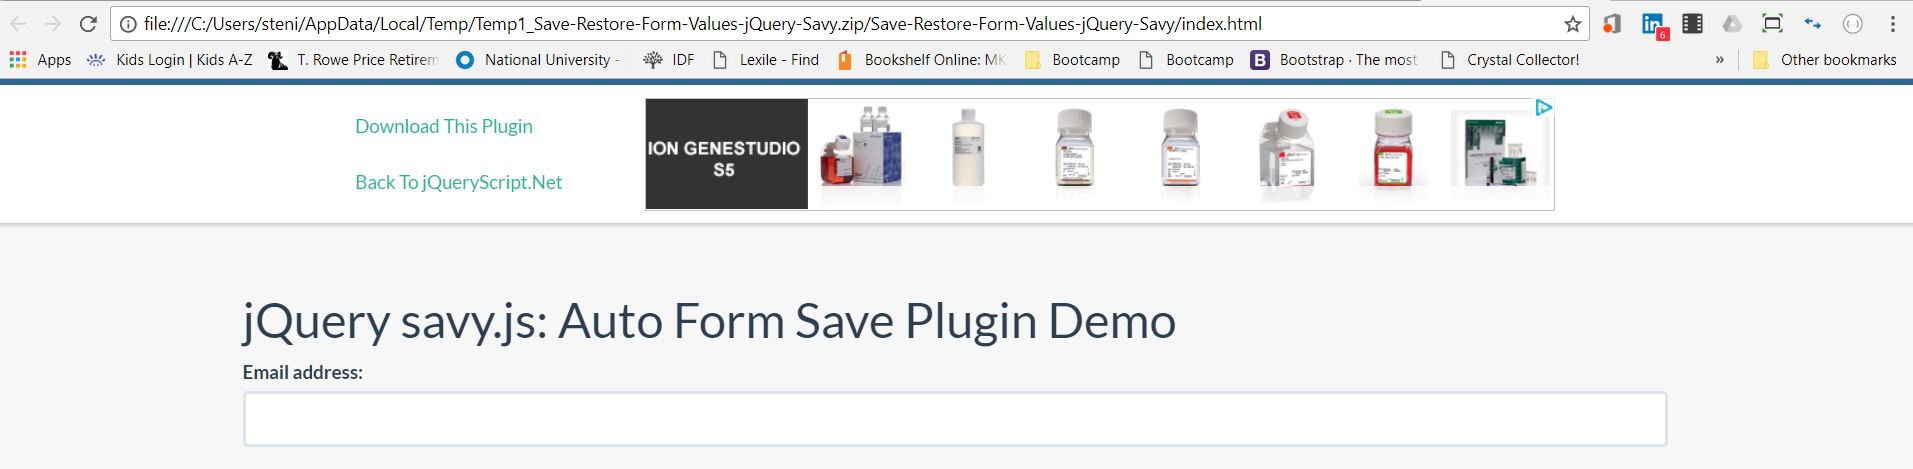 file:///C:/Users/steni/AppData/Local/Temp/Temp1_Save-Restore-Form-Values-jQuery-Savy.zip/Save-Restore-Form-Values-jQuery-Savy/index.html
6
Apps Kids Login | Kids A-Z T. Rowe Price Retirem National University - IDF Lexile - Find Bookshelf Online: MK Bootcamp Bootcamp B Bootstrap · The most Crystal Collector! » Other bookmarks
Download This Plugin
Back To jQueryScript.Net
ION GENESTUDIO
S5
jQuery savy.js: Auto Form Save Plugin Demo
Email address: